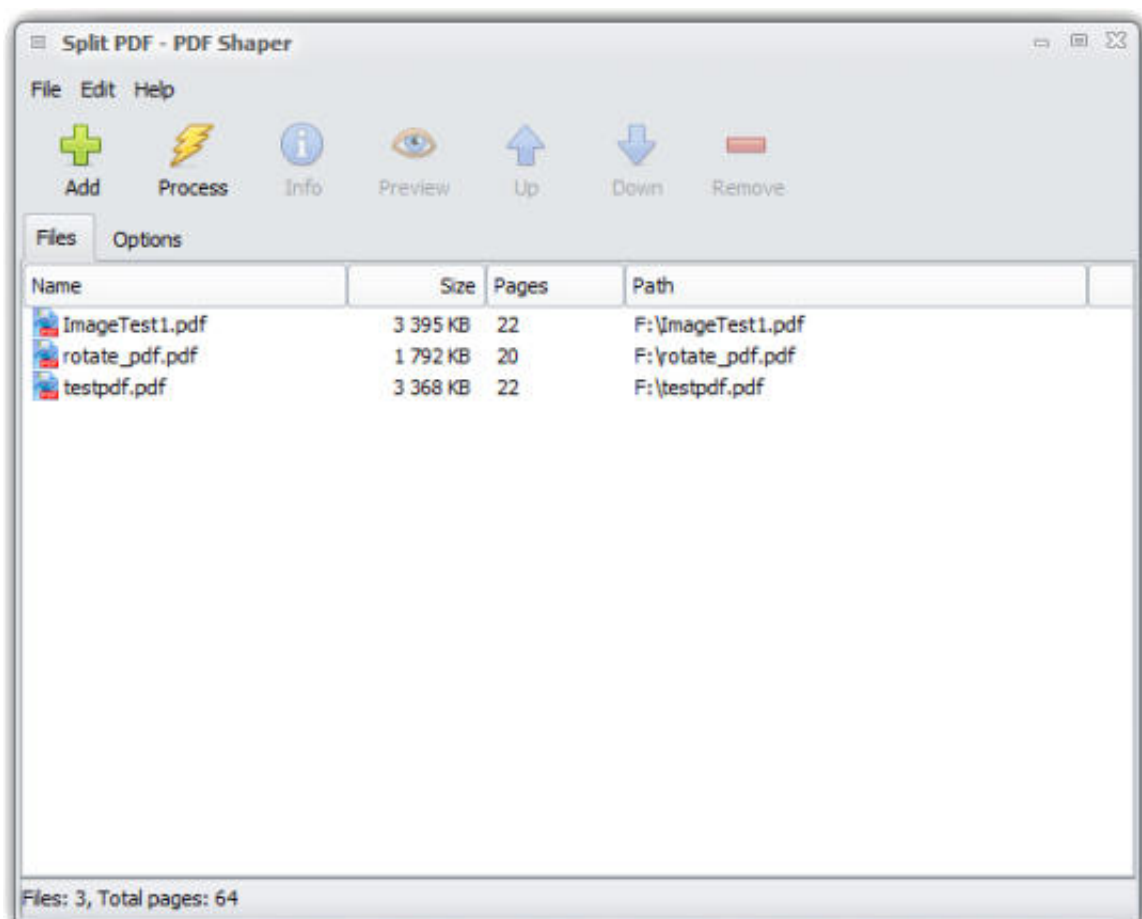 Split PDF - PDF Shaper
File Edit Help
Add Process Info Preview Up Down Remove
Files Options
Name Size Pages Path
ImageTest1.pdf 3 395 KB 22 F:\ImageTest1.pdf
rotate_pdf.pdf 1 792 KB 20 F:\rotate_pdf.pdf
testpdf.pdf 3 368 KB 22 F:\testpdf.pdf
Files: 3, Total pages: 64